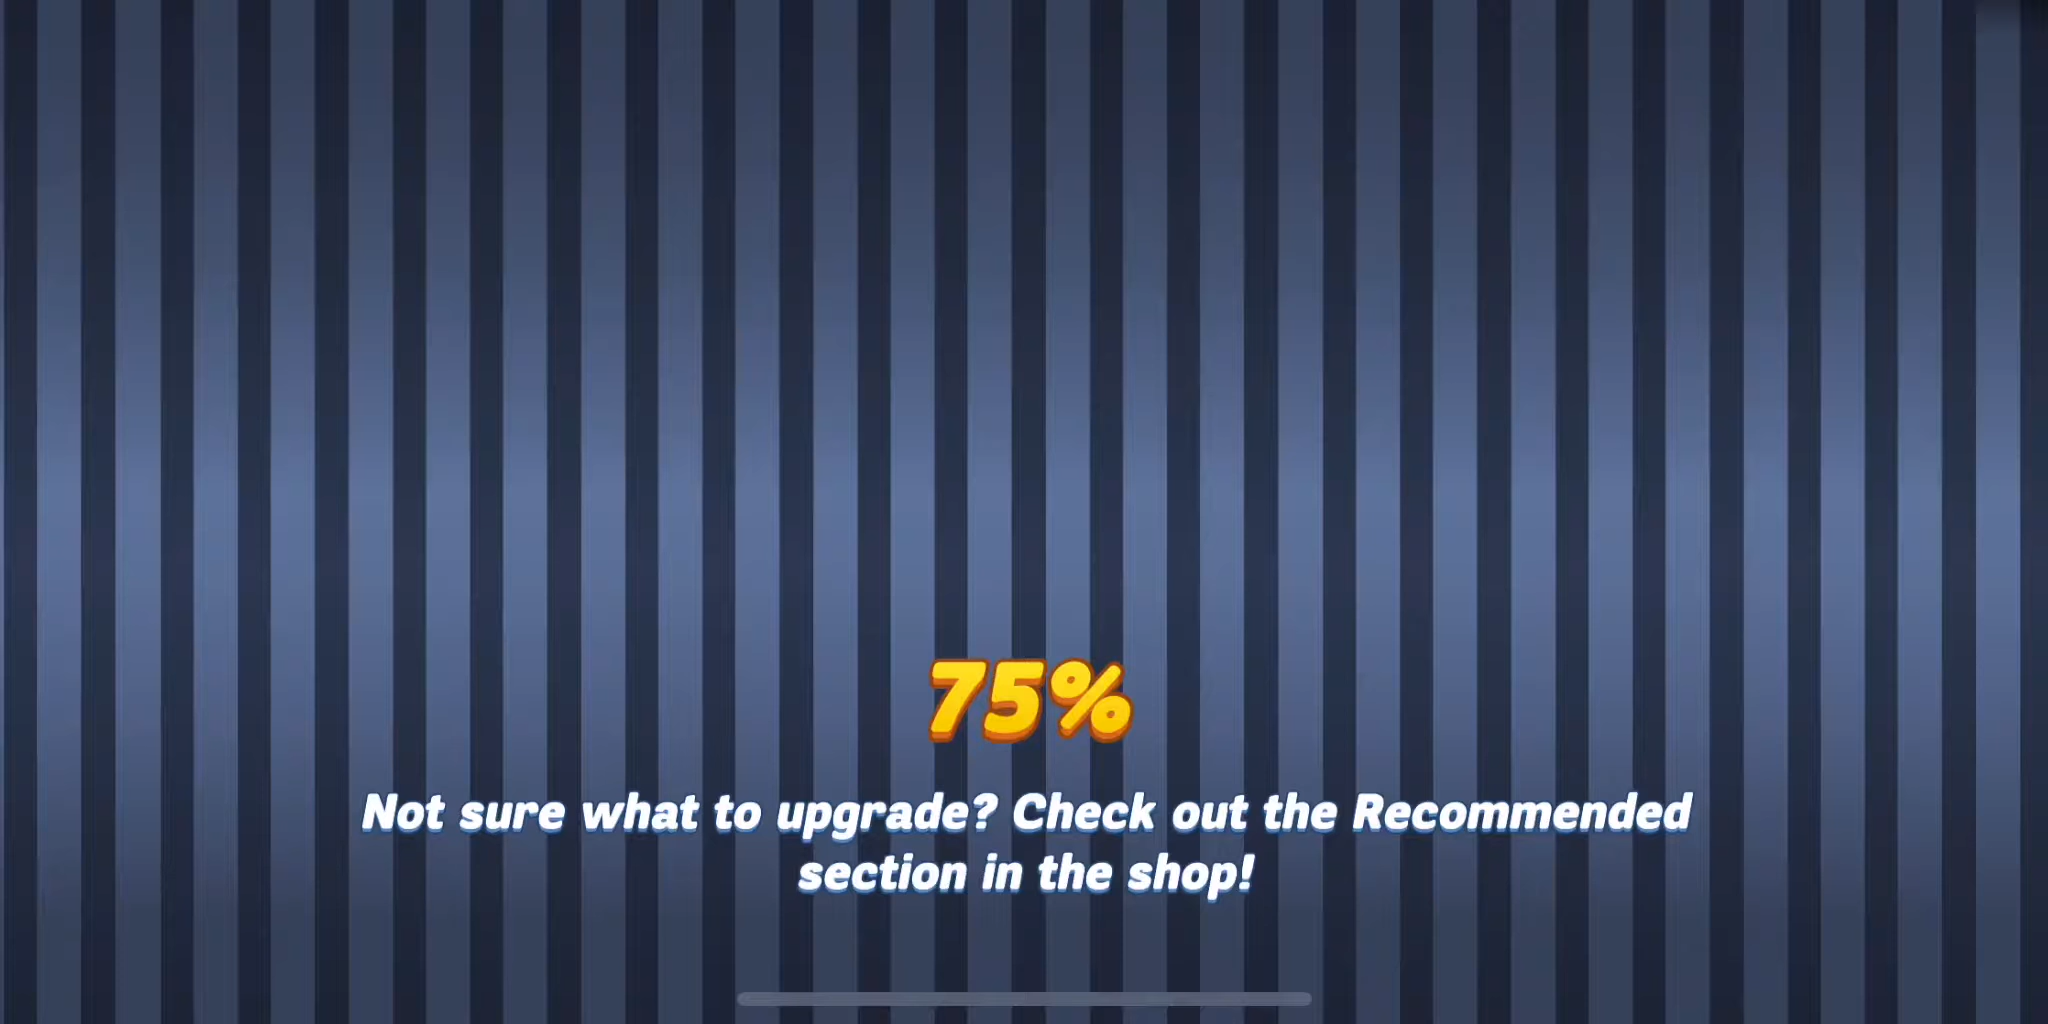 75%
Not sure what to upgrade? Check out the Recommended
section in the shop!